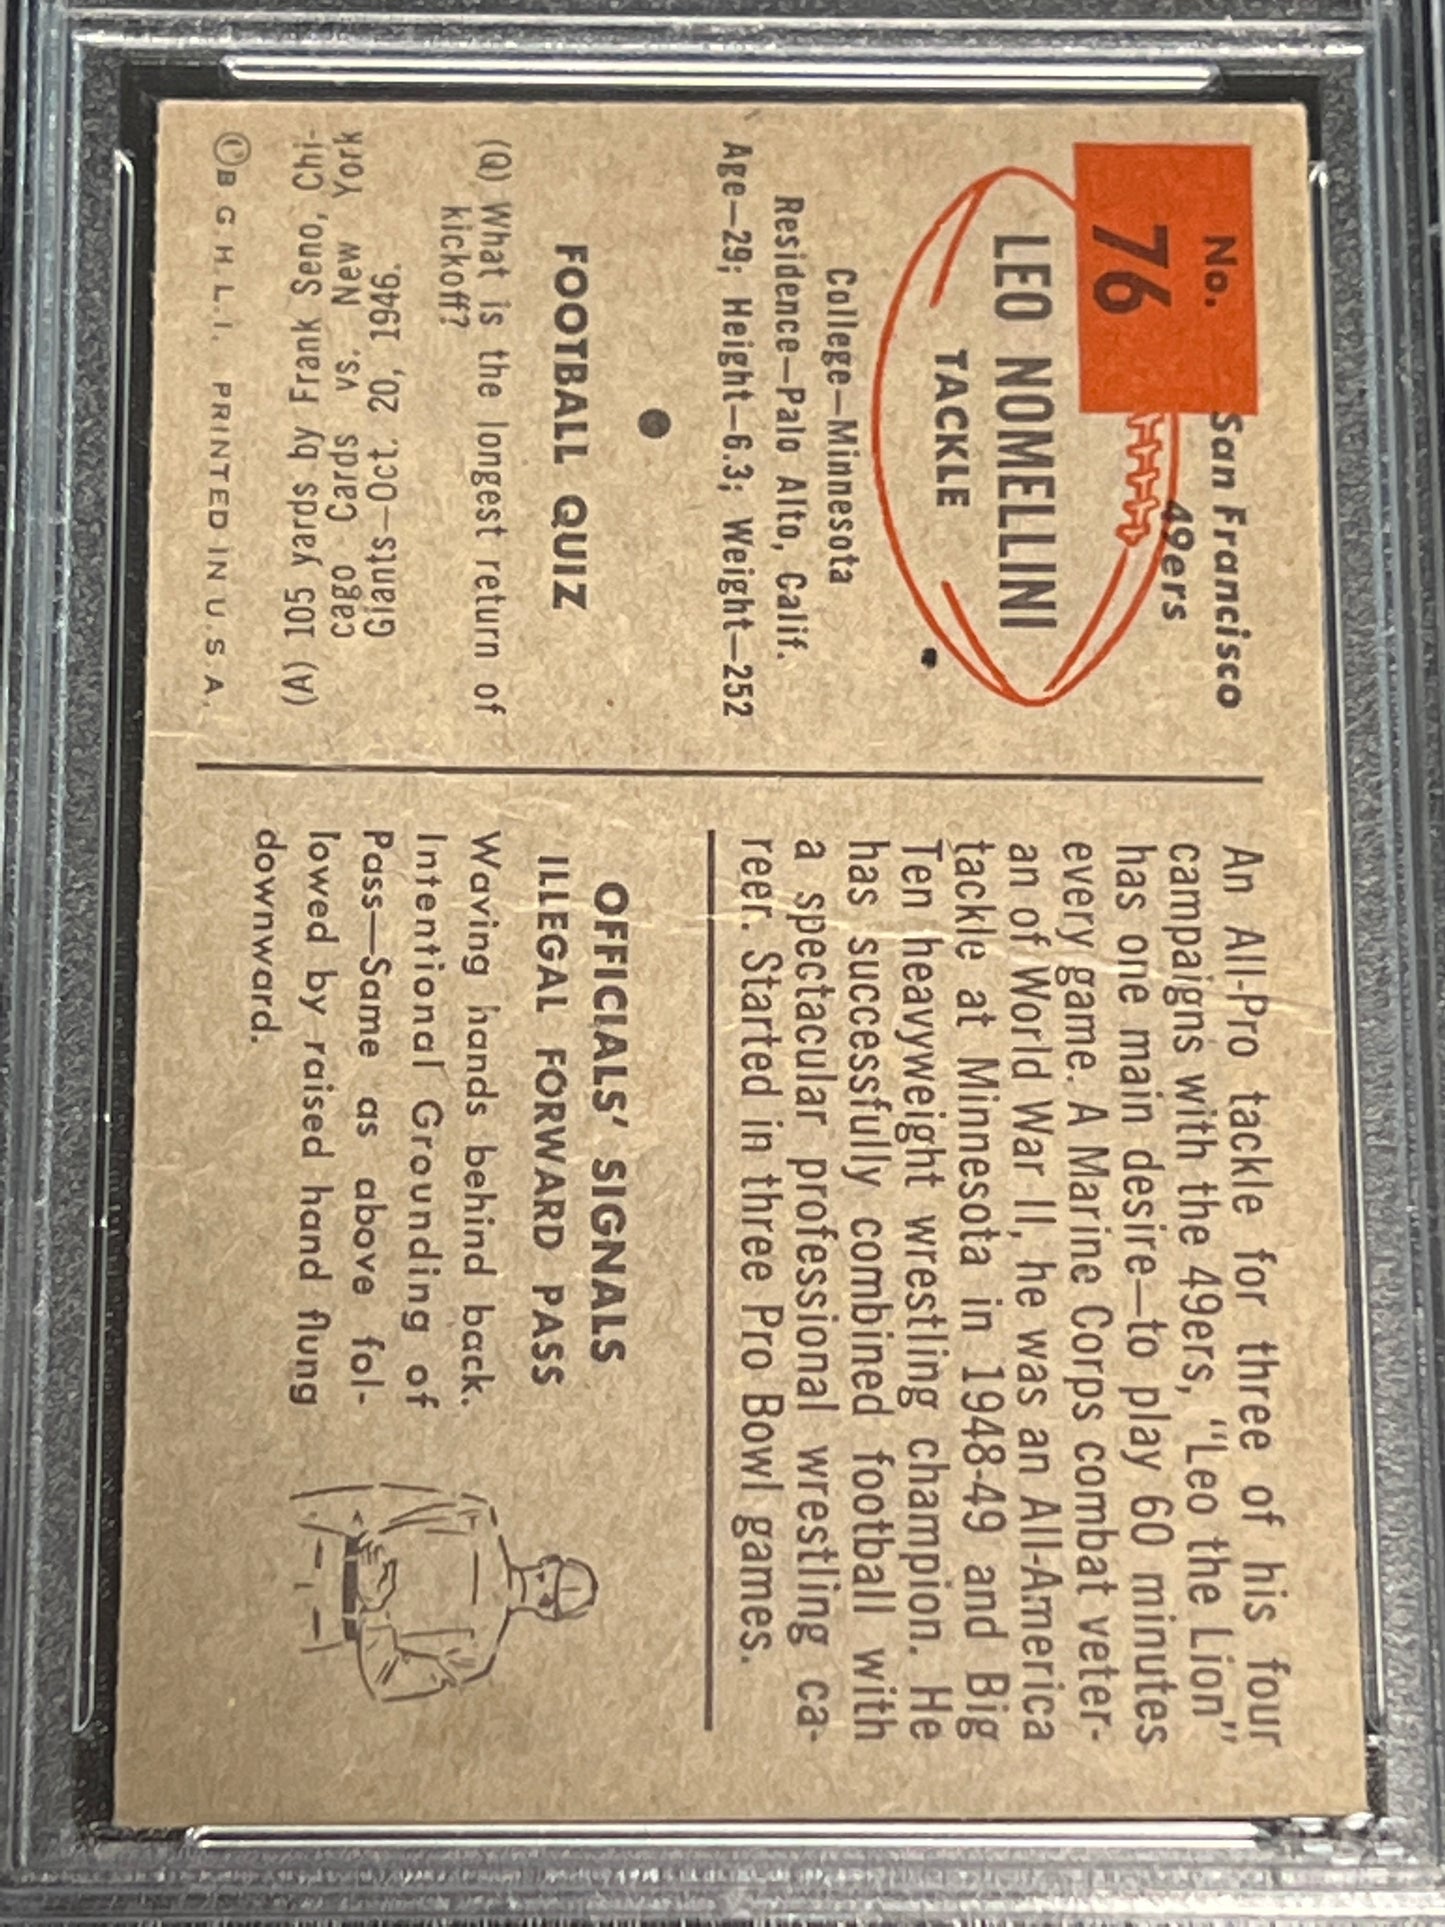 No.
76
San Francisco
49ers
LEO NOMELLINI
TACKLE
College—Minnesota
Residence—Palo Alto, Calif.
Age—29; Height—6.3; Weight—252
FOOTBALL QUIZ
(Q) What is the longest return of
kickoff?
(A) 105 yards by Frank Seno, Chi-
cago Cards vs. New York
Giants—Oct. 20, 1946.
©B G H.L.I. PRINTED IN U.S.A.
An All-Pro tackle for three of his four
campaigns with the 49ers, "Leo the Lion"
has one main desire—to play 60 minutes
every game. A Marine Corps combat veter-
an of World War II, he was an All-America
tackle at Minnesota in 1948-49 and Big
Ten heavyweight wrestling champion. He
has successfully combined football with
a spectacular professional wrestling ca-
reer. Started in three Pro Bowl games.
OFFICIALS' SIGNALS
ILLEGAL FORWARD PASS
Waving hands behind back.
Intentional Grounding of
Pass—Same as above fol-
lowed by raised hand flung
downward.